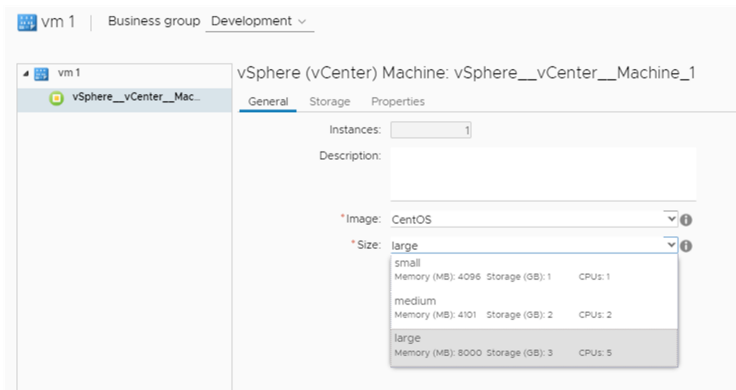 vm 1 Business group Development
vm 1
vSphere__vCenter__Mac...
vSphere (vCenter) Machine: vSphere__vCenter__Machine_1
General Storage Properties
Instances: 1
Description:
*Image: CentOS
*Size: large
small
Memory (MB): 4096 Storage (GB): 1 CPUs: 1
medium
Memory (MB): 4101 Storage (GB): 2 CPUs: 2
large
Memory (MB): 8000 Storage (GB): 3 CPUs: 5